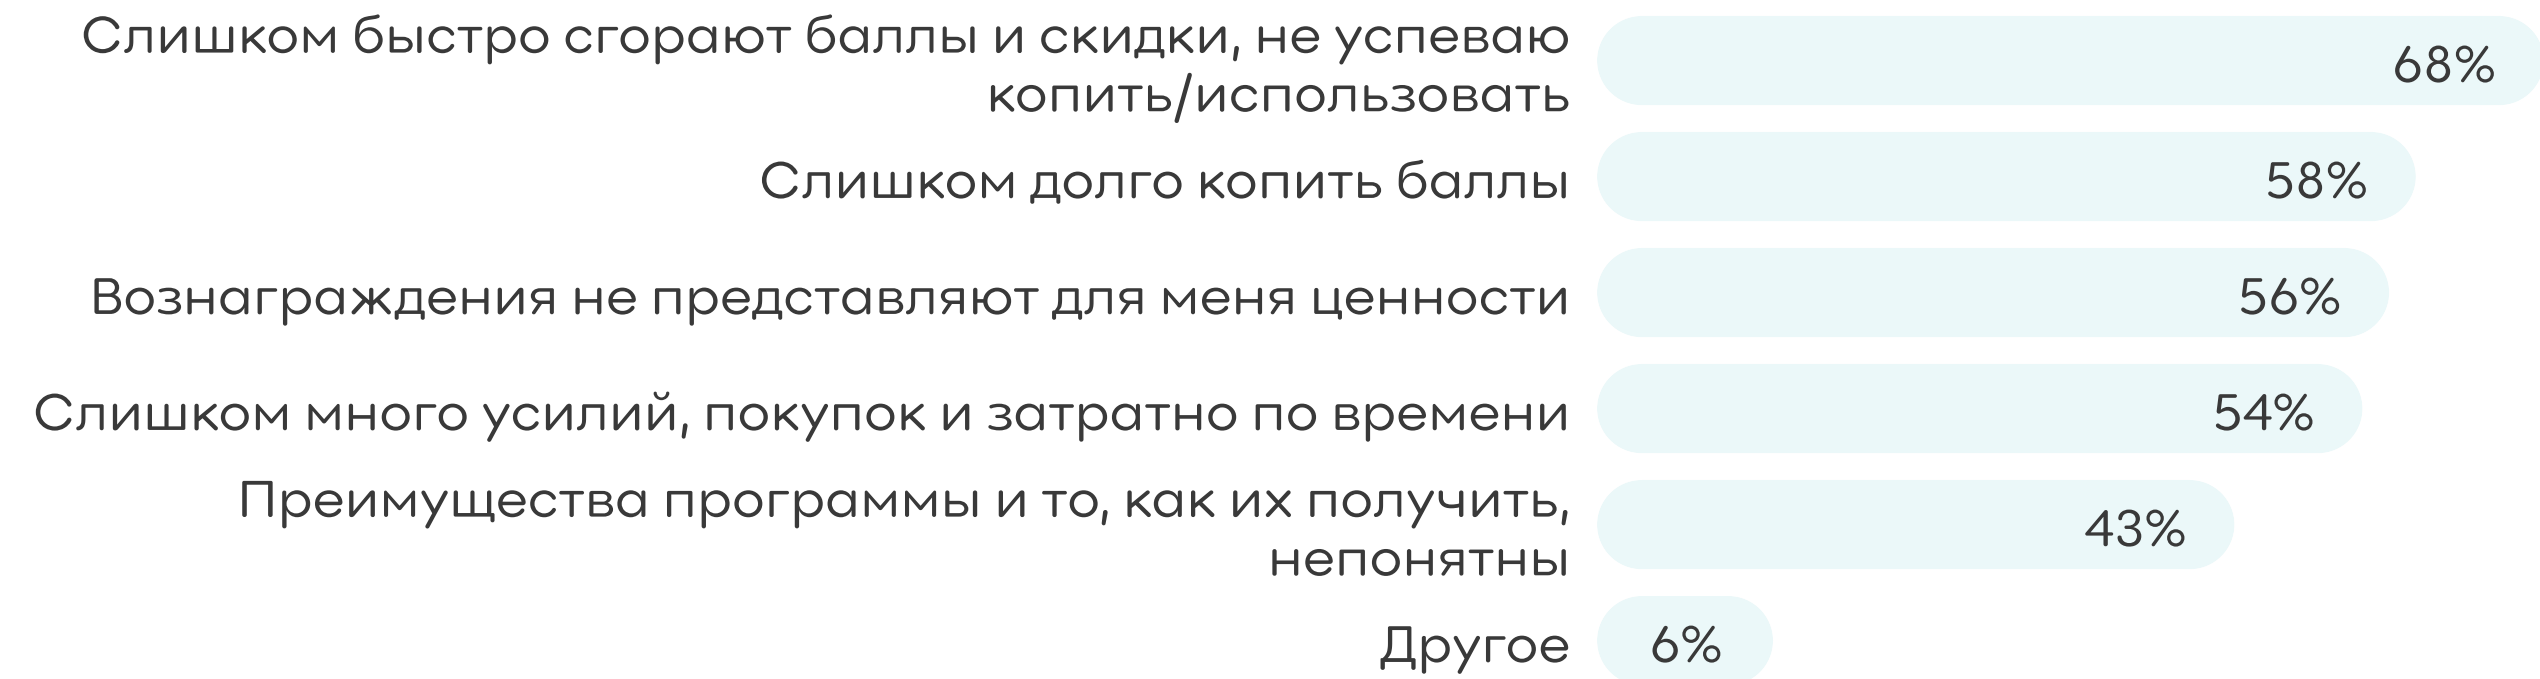 Слишком быстро сгорают баллы и скидки, не успеваю
копить/использовать
68%
Слишком долго копить баллы
58%
Вознаграждения не представляют для меня ценности
56%
Слишком много усилий, покупок и затратно по времени
54%
Преимущества программы и то, как их получить,
непонятны
43%
Другое
6%